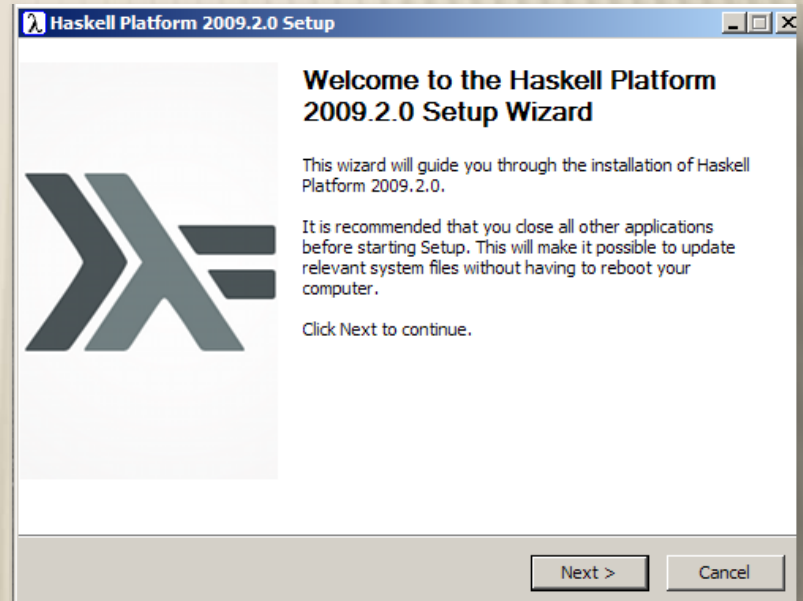 λ Haskell Platform 2009.2.0 Setup
Welcome to the Haskell Platform
2009.2.0 Setup Wizard
This wizard will guide you through the installation of Haskell
Platform 2009.2.0.
It is recommended that you close all other applications
before starting Setup. This will make it possible to update
relevant system files without having to reboot your
computer.
Click Next to continue.
Next >
Cancel